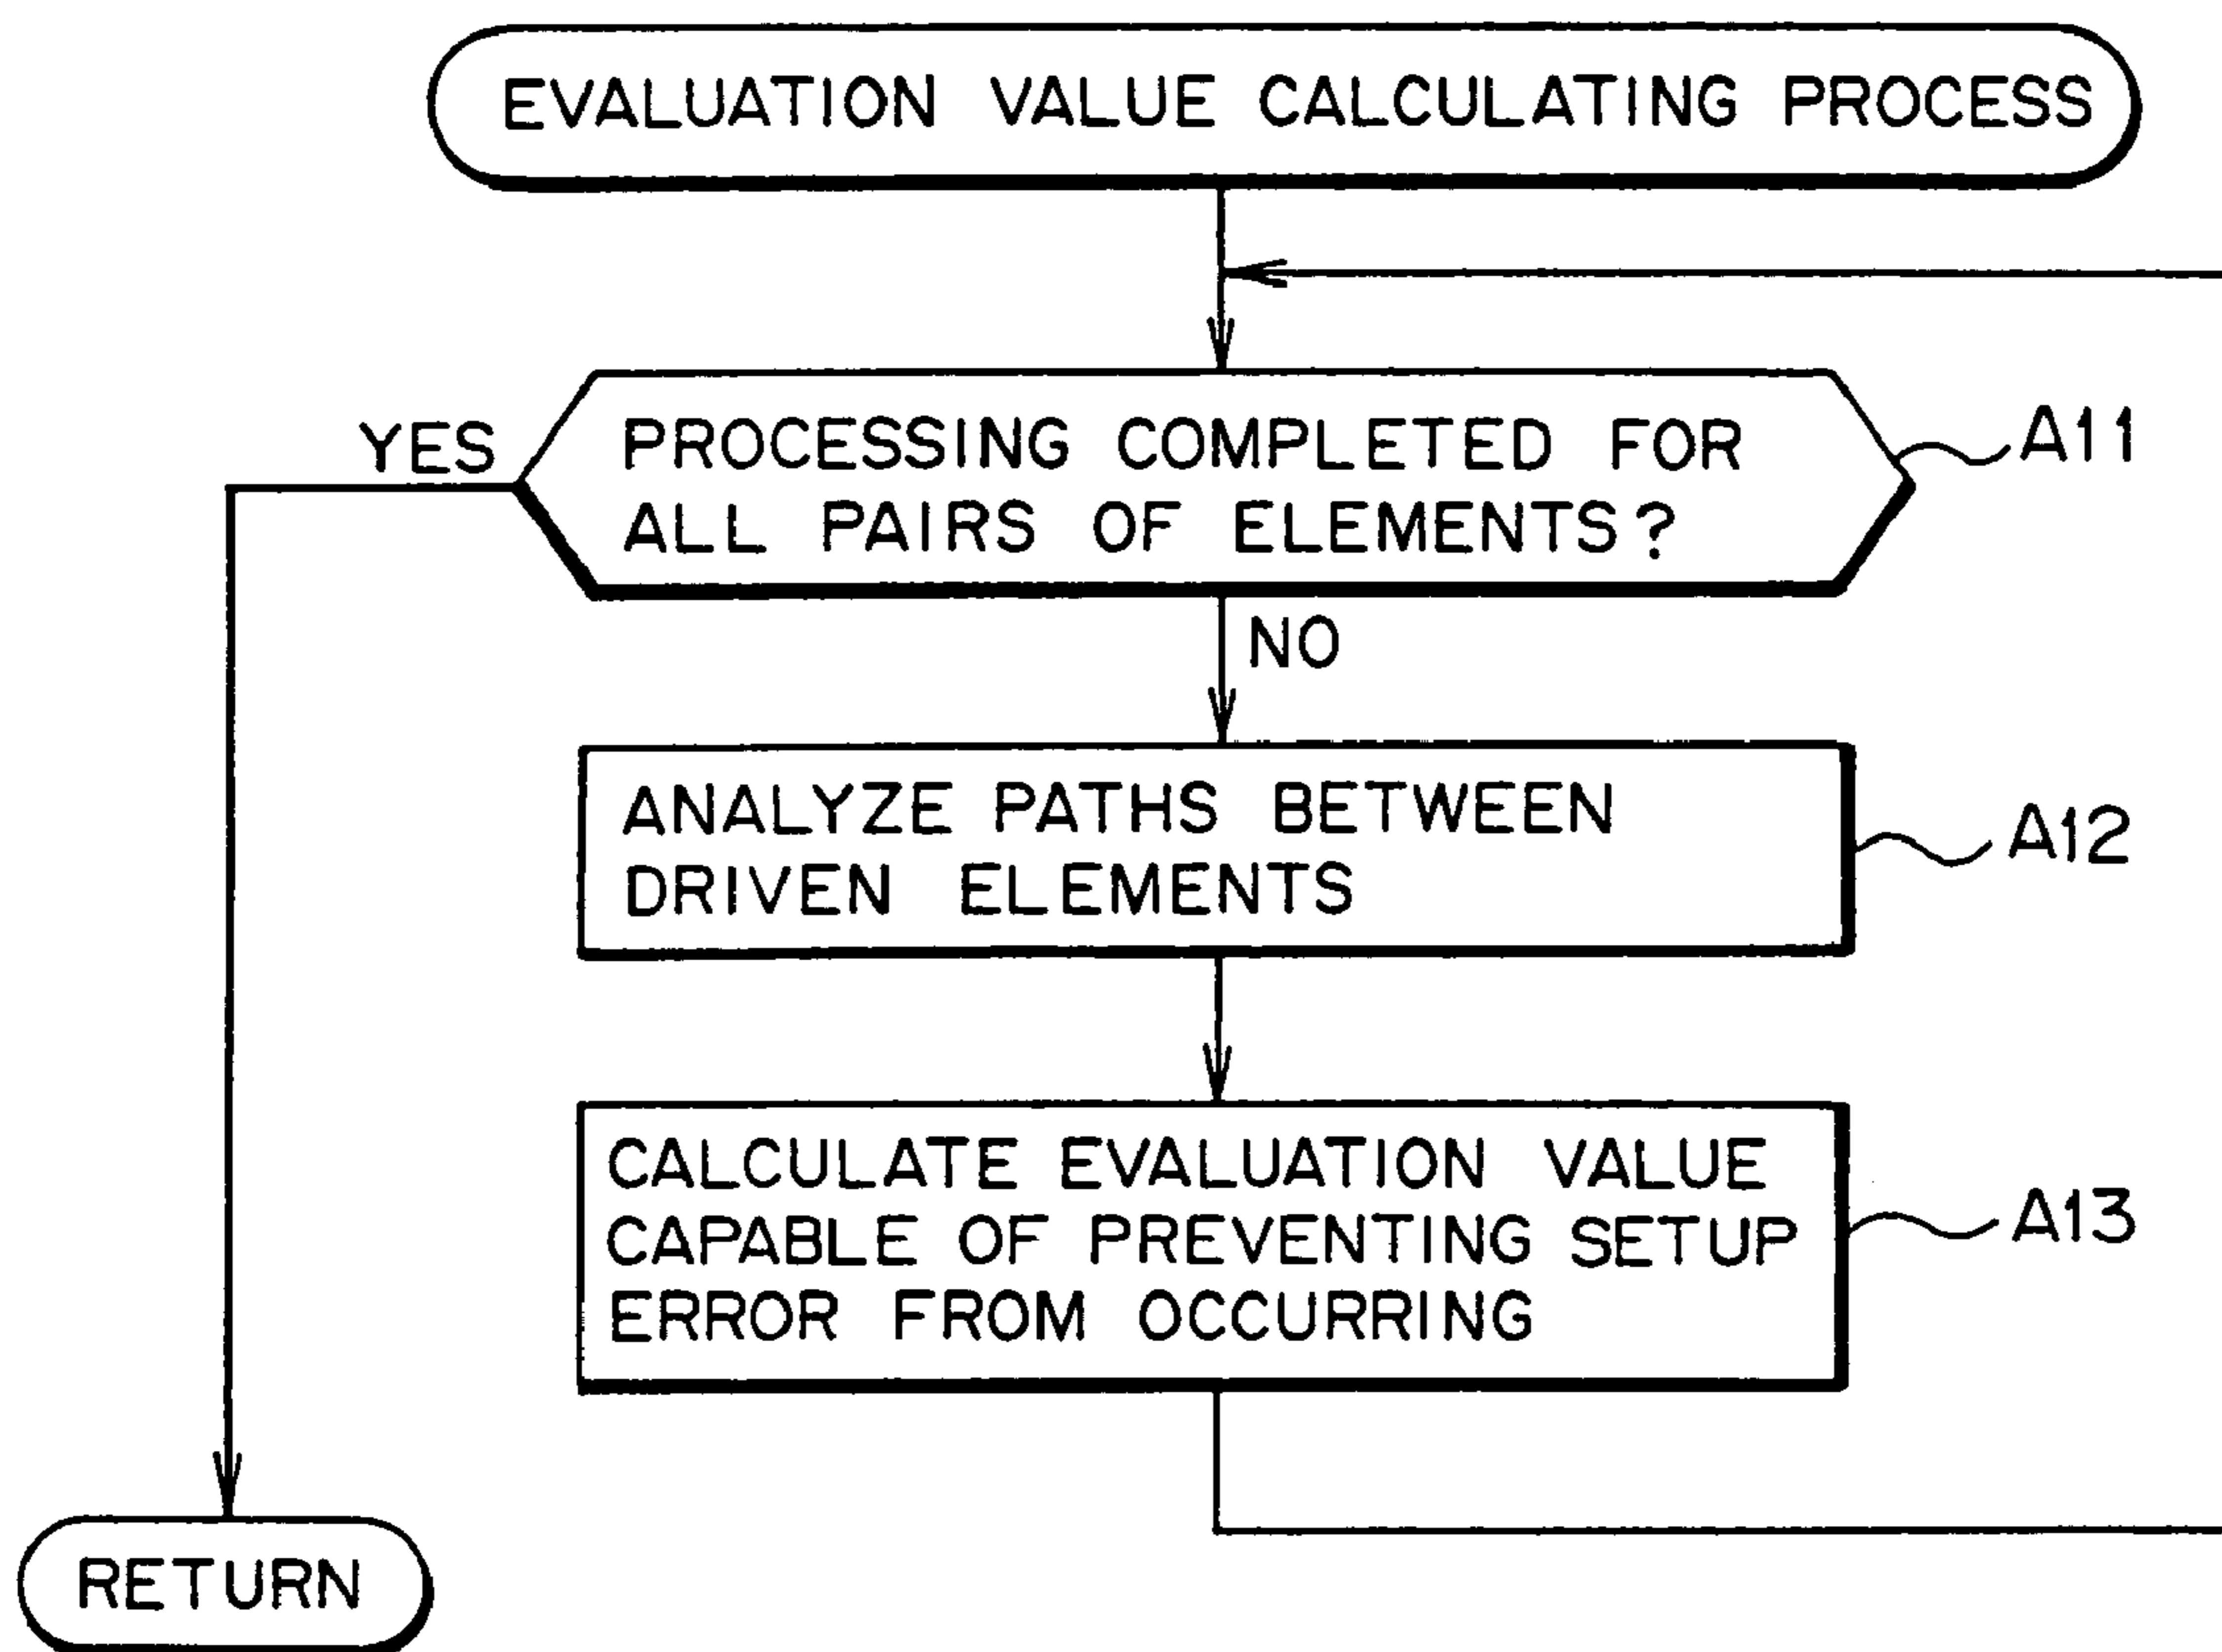 EVALUATION VALUE CALCULATING PROCESS
YES
PROCESSING COMPLETED FOR
ALL PAIRS OF ELEMENTS?
A11
NO
ANALYZE PATHS BETWEEN
DRIVEN ELEMENTS
A12
CALCULATE EVALUATION VALUE
CAPABLE OF PREVENTING SETUP
ERROR FROM OCCURRING
A13
RETURN